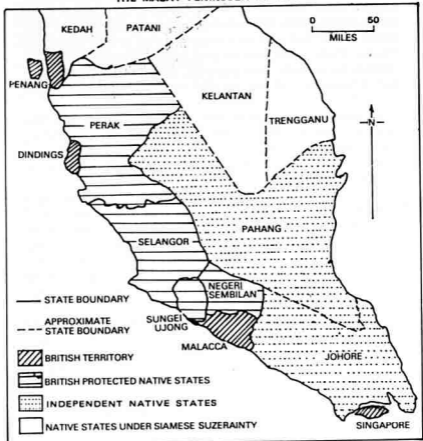 KEDAH
PATANI
0 50
MILES
PENANG
KELANTAN
TRENGGANU
PERAK
N
DINDINGS
PAHANG
SELANGOR
NEGERI
SEMBILAN
STATE BOUNDARY
SUNGEI
UJONG
APPROXIMATE
STATE BOUNDARY
MALACCA
JOHORE
BRITISH TERRITORY
BRITISH PROTECTED NATIVE STATES
INDEPENDENT NATIVE STATES
NATIVE STATES UNDER SIAMESE SUZERAINTY
SINGAPORE